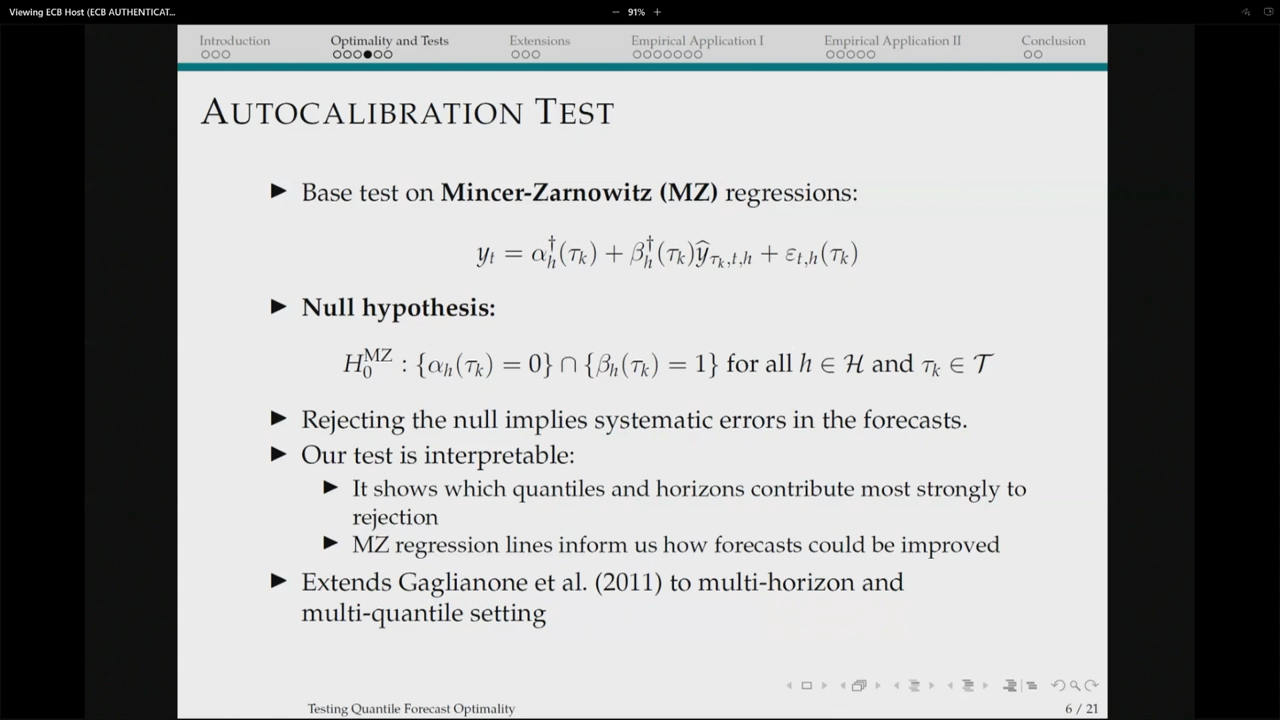 Viewing ECB Host (ECB AUTHENTICAT...
— 91% +
Introduction Optimality and Tests Extensions Empirical Application I Empirical Application II Conclusion
AUTOCALIBRATION TEST
► Base test on Mincer-Zarnowitz (MZ) regressions:
y_t = α_h^†(τ_k) + β_h^†(τ_k)ŷ_{τ_k,t,h} + ε_{t,h}(τ_k)
► Null hypothesis:
H_0^{MZ} : {α_h(τ_k) = 0} ∩ {β_h(τ_k) = 1} for all h ∈ ℋ and τ_k ∈ 𝒯
► Rejecting the null implies systematic errors in the forecasts.
► Our test is interpretable:
► It shows which quantiles and horizons contribute most strongly to
rejection
► MZ regression lines inform us how forecasts could be improved
► Extends Gaglianone et al. (2011) to multi-horizon and
multi-quantile setting
Testing Quantile Forecast Optimality 6 / 21